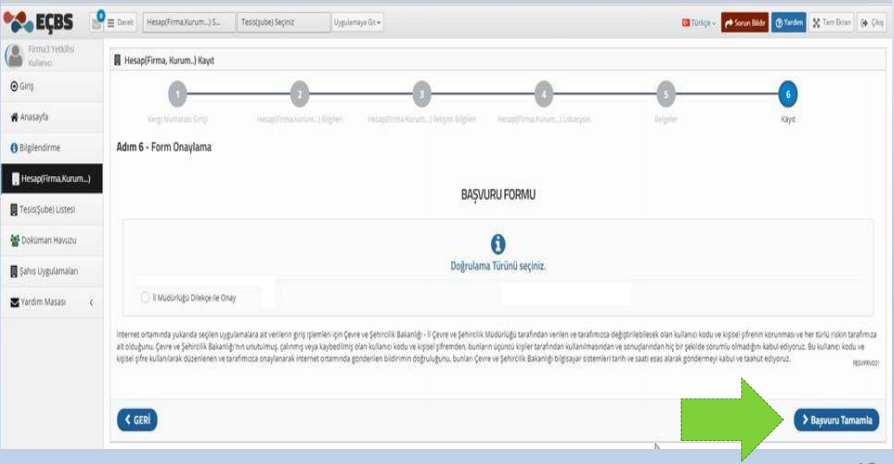 EÇBS
Daralt
Hesap(Firma,Kurum...) S...
Tesis(şube) Seçiniz
Uygulamaya Git
Türkçe
Sorun Bildir
Yardım
Tam Ekran
Çıkış
Firma3 Yetkilisi
Kullanıcı
Giriş
Anasayfa
Bilgilendirme
Hesap(Firma,Kurum...)
Tesis(Şube) Listesi
Doküman Havuzu
Şahıs Uygulamaları
Yardım Masası
Hesap(Firma, Kurum..) Kayıt
1
2
3
4
5
6
Vergi Numarası Girişi
Hesap(Firma,Kurum...) Bilgileri
Hesap(Firma,Kurum...) İletişim Bilgileri
Hesap(Firma,Kurum...) Lokasyon
Belgeler
Kayıt
Adım 6 - Form Onaylama
BAŞVURU FORMU
Doğrulama Türünü seçiniz.
İl Müdürlüğü Dilekçe ile Onay
İnternet ortamında yukarıda seçilen uygulamalara ait verilerin giriş işlemleri için Çevre ve Şehircilik Bakanlığı - İl Çevre ve Şehircilik Müdürlüğü tarafından verilen ve tarafımızca değiştirilebilecek olan kullanıcı kodu ve kişisel şifrenin korunması ve her türlü riskin tarafımıza
ait olduğunu, Çevre ve Şehircilik Bakanlığı'nın unutulmuş, çalınmış veya kaybedilmiş olan kullanıcı kodu ve kişisel şifremden, bunların üçüncü kişiler tarafından kullanılmasından ve sonuçlarından hiç bir şekilde sorumlu olmadığını kabul ediyoruz. Bu kullanıcı kodu ve
kişisel şifre kullanılarak düzenlenen ve tarafımızca onaylanarak internet ortamında gönderilen bildirimin doğruluğunu, bunları Çevre ve Şehircilik Bakanlığı bilgisayar sistemleri tarih ve saati esas alarak göndermeyi kabul ve taahhüt ediyoruz.
GERİ
Başvuru Tamamla